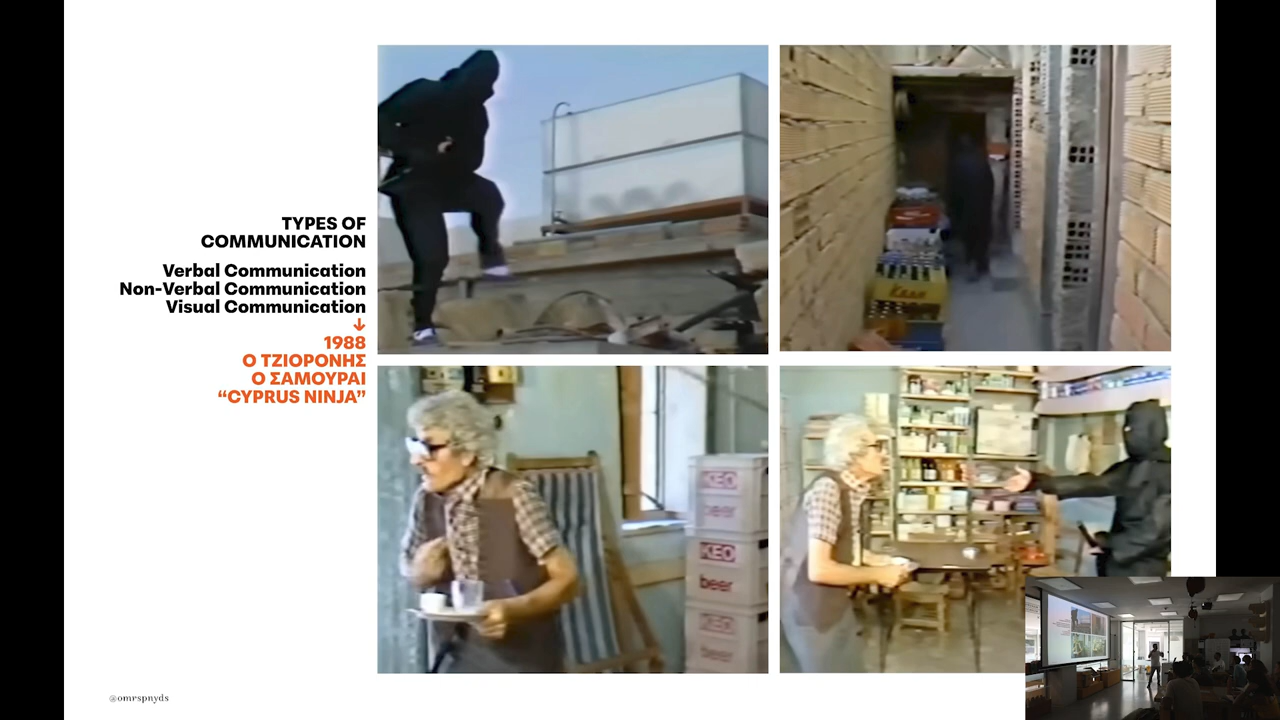 TYPES OF
COMMUNICATION
Verbal Communication
Non-Verbal Communication
Visual Communication
↓
1988
Ο ΤΖΙΟΡΟΝΗΣ
Ο ΣΑΜΟΥΡΑΙ
“CYPRUS NINJA”
KEO
beer
KEO
beer
KEO
beer
@omrspnyds